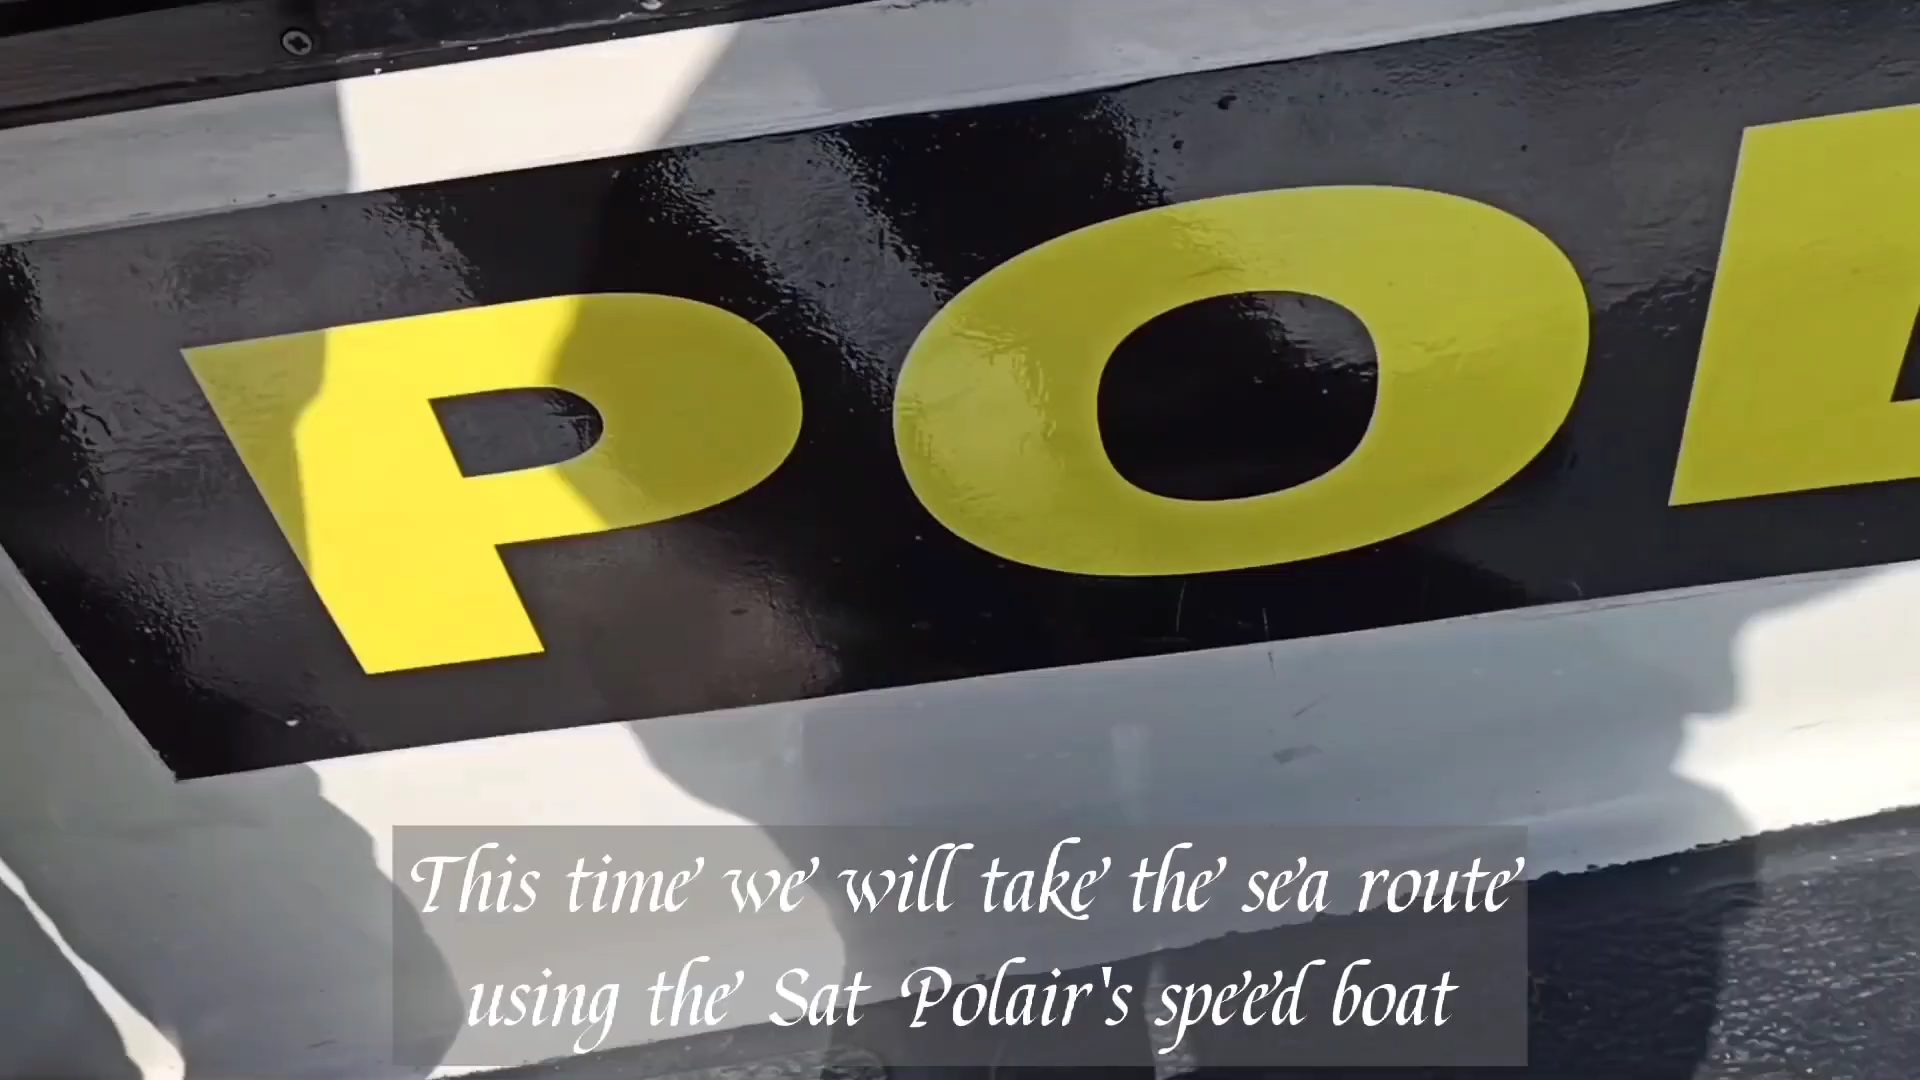 POL
This time we will take the sea route
using the Sat Polair's speed boat